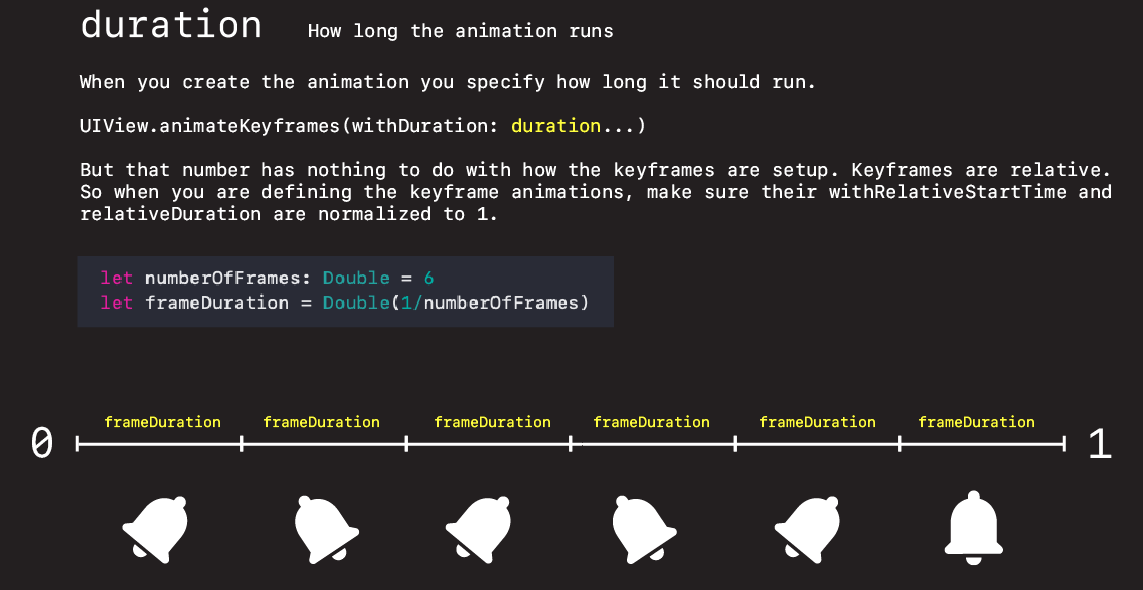 duration How long the animation runs
When you create the animation you specify how long it should run.
UIView.animateKeyframes(withDuration: duration...)
But that number has nothing to do with how the keyframes are setup. Keyframes are relative.
So when you are defining the keyframe animations, make sure their withRelativeStartTime and
relativeDuration are normalized to 1.
let numberOfFrames: Double = 6
let frameDuration = Double(1/numberOfFrames)
frameDuration frameDuration frameDuration frameDuration frameDuration frameDuration
0 1